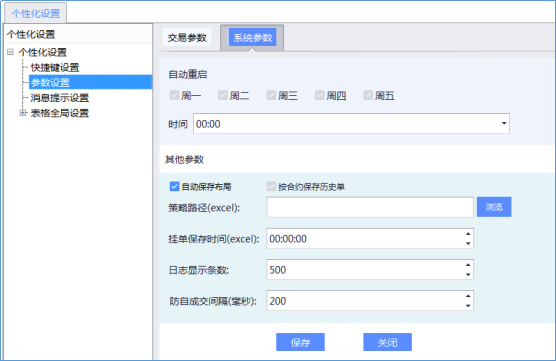 个性化设置
个性化设置
个性化设置
快捷键设置
参数设置
消息提示设置
表格全局设置
交易参数 系统参数
自动重启
周一 周二 周三 周四 周五
时间 00:00
其他参数
自动保存布局 按合约保存历史单
策略路径(excel): 浏览
挂单保存时间(excel): 00:00:00
日志显示条数: 500
防自成交间隔(毫秒): 200
保存 关闭